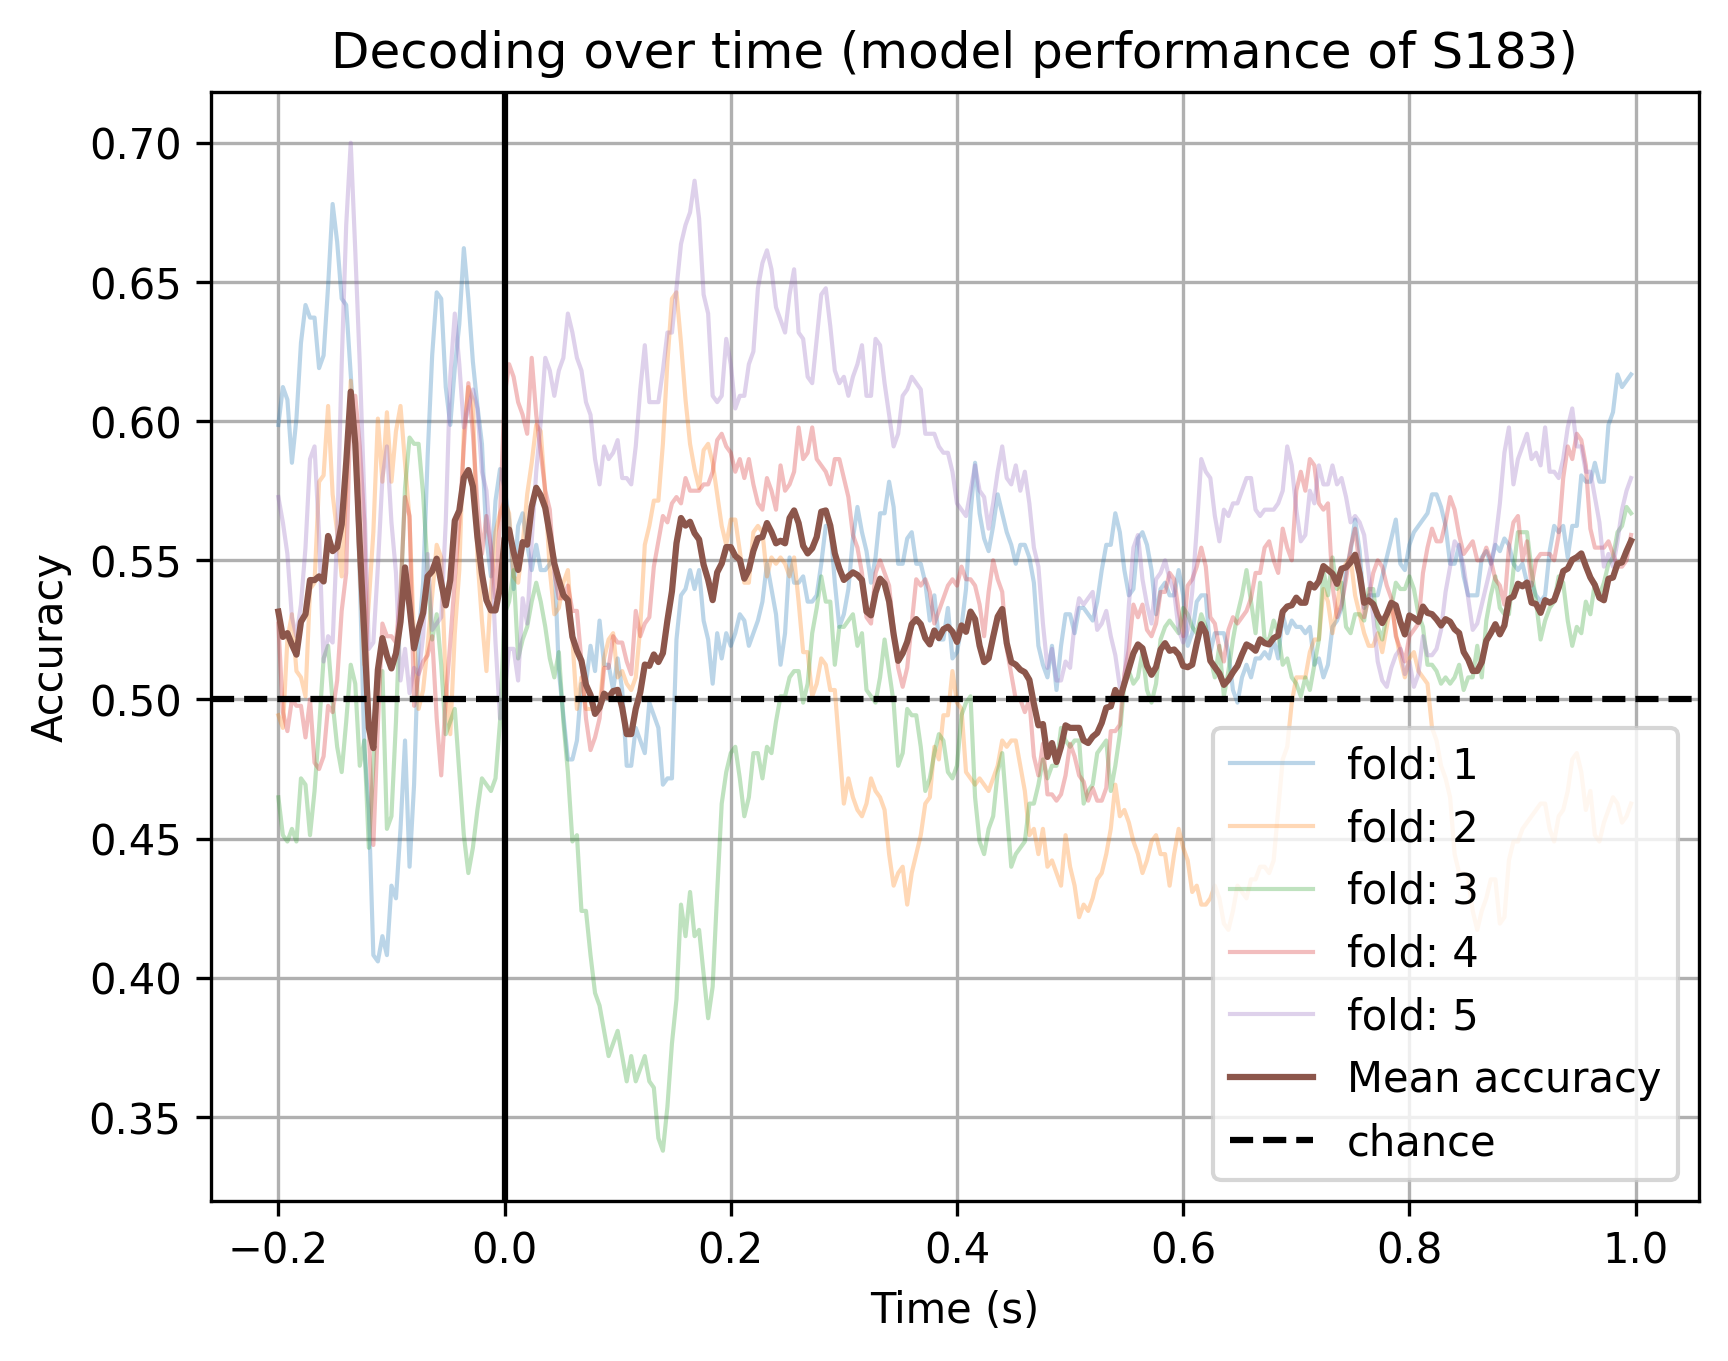 Decoding over time (model performance of S183)
Accuracy
0.70
0.65
0.60
0.55
0.50
0.45
0.40
0.35
−0.2
0.0
0.2
0.4
0.6
0.8
1.0
Time (s)
fold: 1
fold: 2
fold: 3
fold: 4
fold: 5
Mean accuracy
chance